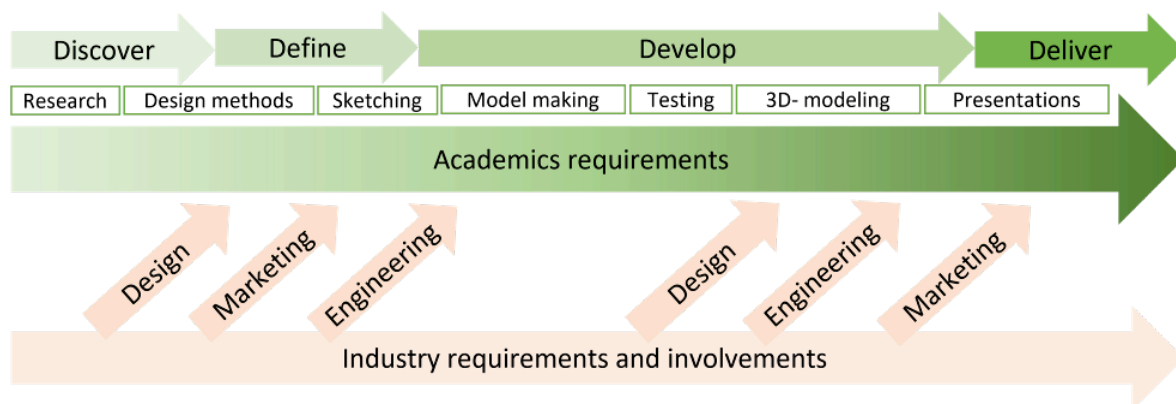 Discover Define Develop Deliver
Research Design methods Sketching Model making Testing 3D- modeling Presentations
Academics requirements
Design Marketing Engineering Design Engineering Marketing
Industry requirements and involvements